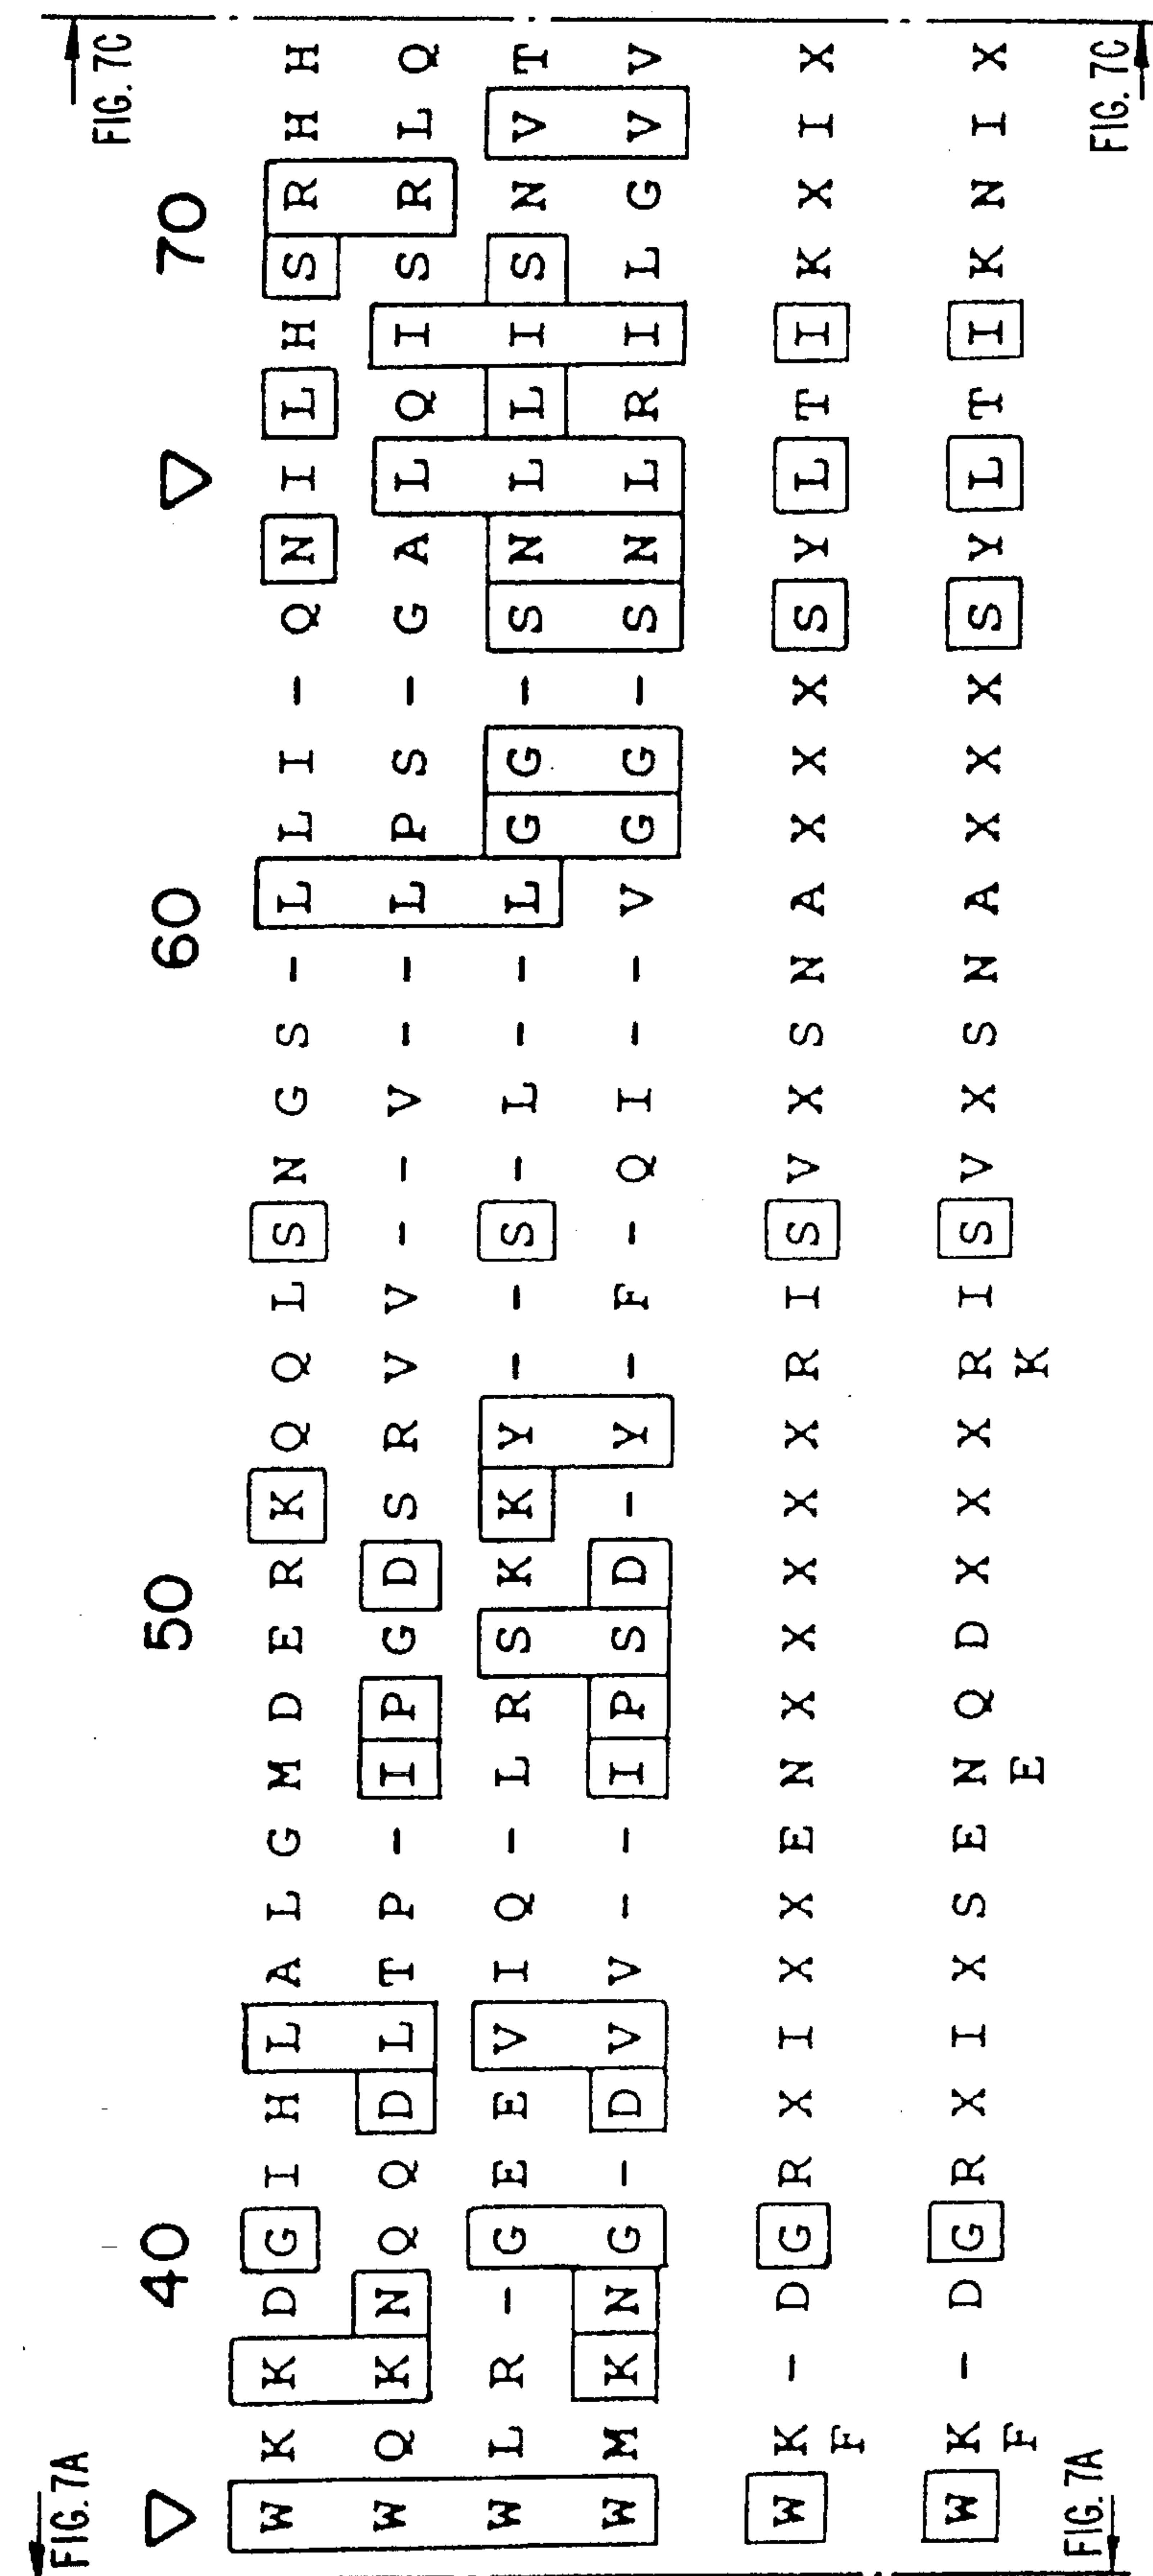 FIG. 7A FIG. 7C
▽ 40 50 60 ▽ 70
W K K D G I H L A L G M D E R K Q Q L S N G S - L L I - Q N I L H S R H H
W Q K N Q Q D L T P - I P G D S R V V - - V - - L P S - G A L Q I S R L Q
W L R - G E E V I Q - L R S K K Y - - S - L - - L G G - S N L L I S N V T
W M K N G - D V V - - I P S D - Y - F - Q I - - V G G - S N L R I L G V V
W K - D G R X I X X E N X X X X X R I S V X S N A X X X S Y L T I K X I X
F
W K - D G R X I X S E N Q D X X X R I S V X S N A X X X S Y L T I K N I X
F E K
FIG. 7A FIG. 7C